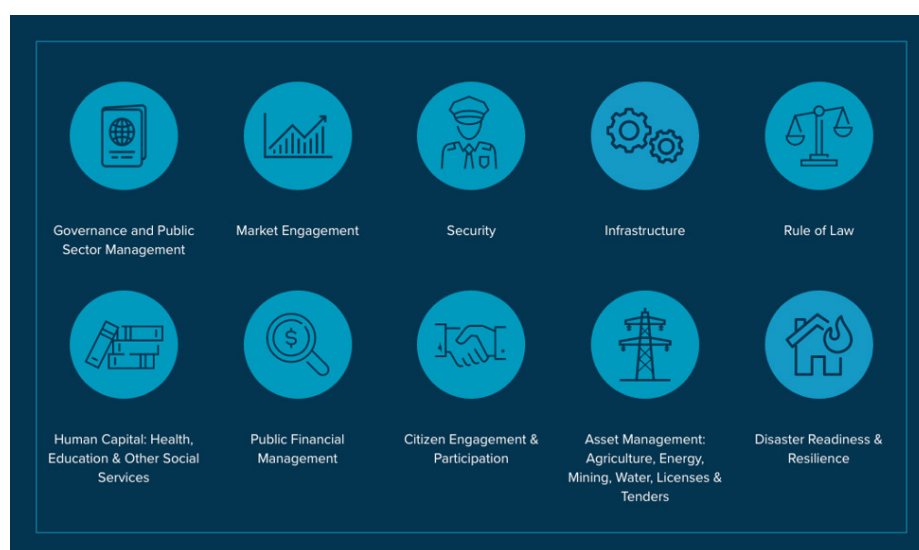 Governance and Public
Sector Management
Market Engagement
Security
Infrastructure
Rule of Law
$
Human Capital: Health,
Education & Other Social
Services
Public Financial
Management
Citizen Engagement &
Participation
Asset Management:
Agriculture, Energy,
Mining, Water, Licenses &
Tenders
Disaster Readiness &
Resilience